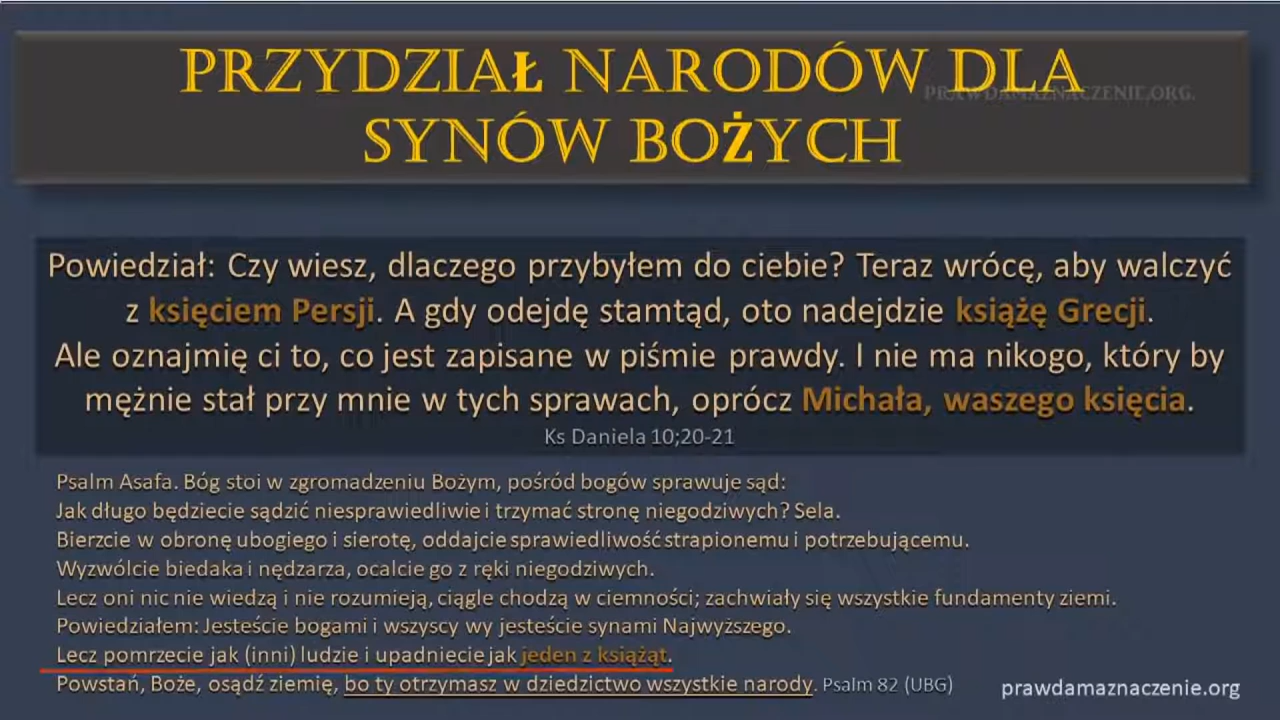 PRZYDZIAŁ NARODÓW DLA
PRAWDAMAZNACZENIE.ORG.
SYNÓW BOŻYCH
Powiedział: Czy wiesz, dlaczego przybyłem do ciebie? Teraz wrócę, aby walczyć
z księciem Persji. A gdy odejdę stamtąd, oto nadejdzie książę Grecji.
Ale oznajmię ci to, co jest zapisane w piśmie prawdy. I nie ma nikogo, który by
mężnie stał przy mnie w tych sprawach, oprócz Michała, waszego księcia.
Ks Daniela 10;20-21
Psalm Asafa. Bóg stoi w zgromadzeniu Bożym, pośród bogów sprawuje sąd:
Jak długo będziecie sądzić niesprawiedliwie i trzymać stronę niegodziwych? Sela.
Bierzcie w obronę ubogiego i sierotę, oddajcie sprawiedliwość strapionemu i potrzebującemu.
Wyzwólcie biedaka i nędzarza, ocalcie go z ręki niegodziwych.
Lecz oni nic nie wiedzą i nie rozumieją, ciągle chodzą w ciemności; zachwiały się wszystkie fundamenty ziemi.
Powiedziałem: Jesteście bogami i wszyscy wy jesteście synami Najwyższego.
Lecz pomrzecie jak (inni) ludzie i upadniecie jak jeden z książąt.
Powstań, Boże, osądź ziemię, bo ty otrzymasz w dziedzictwo wszystkie narody. Psalm 82 (UBG)
prawdamaznaczenie.org